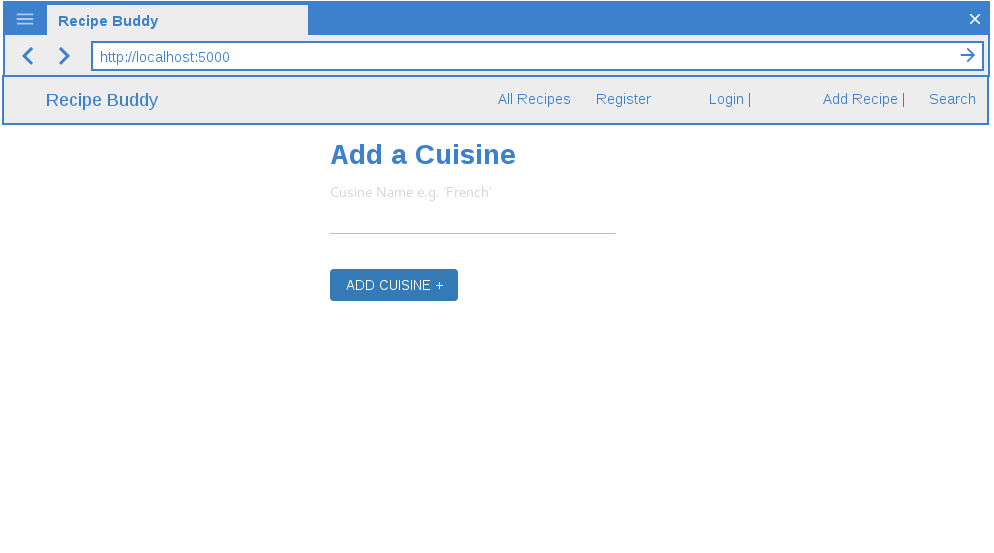 Recipe Buddy
http://localhost:5000
Recipe Buddy All Recipes Register Login | Add Recipe | Search
Add a Cuisine
Cusine Name e.g. 'French'
ADD CUISINE +